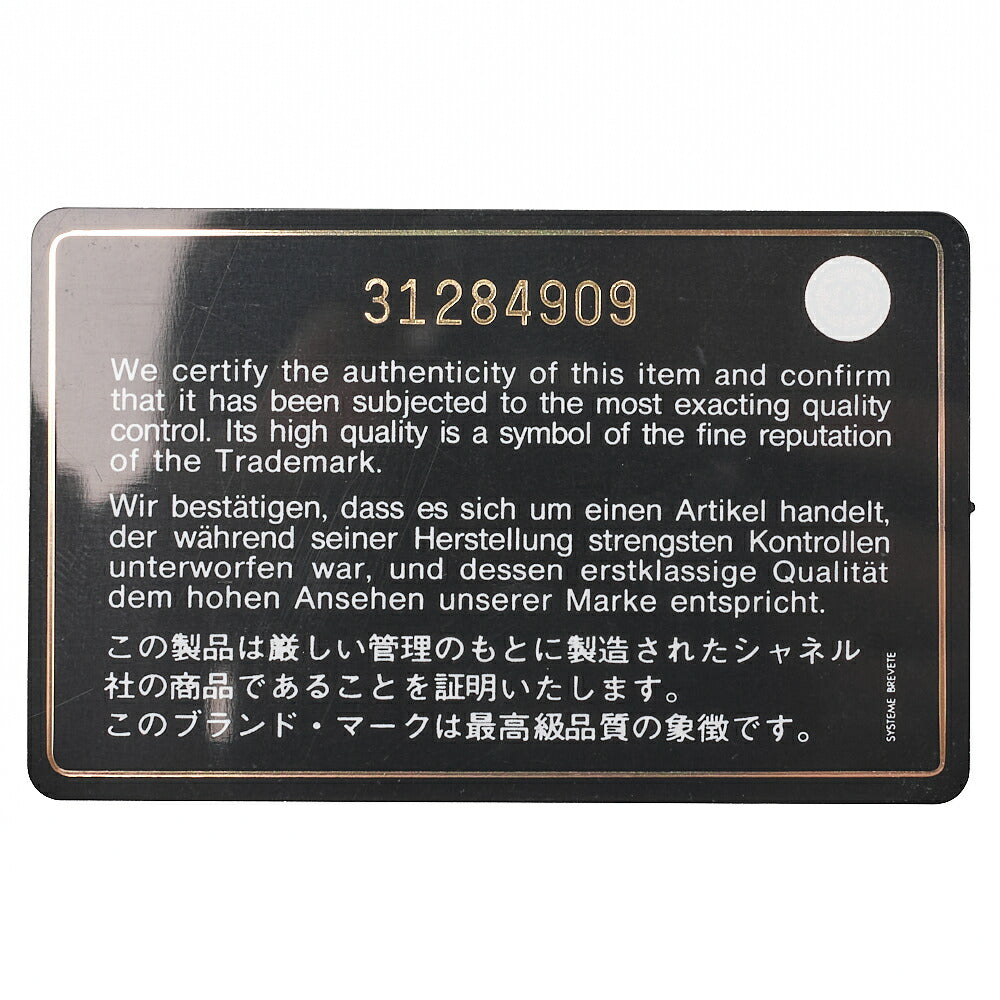 31284909
We certify the authenticity of this item and confirm
that it has been subjected to the most exacting quality
control. Its high quality is a symbol of the fine reputation
of the Trademark.
Wir bestätigen, dass es sich um einen Artikel handelt,
der während seiner Herstellung strengsten Kontrollen
unterworfen war, und dessen erstklassige Qualität
dem hohen Ansehen unserer Marke entspricht.
この製品は厳しい管理のもとに製造されたシャネル
社の商品であることを証明いたします。
このブランド・マークは最高級品質の象徴です。
SYSTEME BREVETE